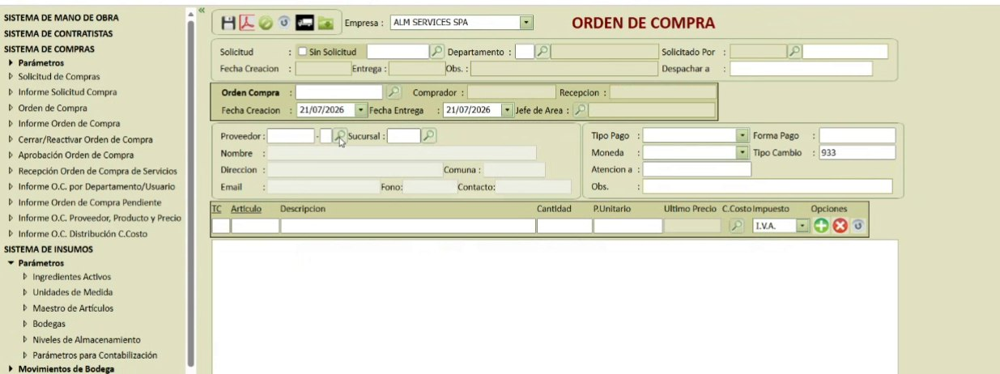 SISTEMA DE MANO DE OBRA
SISTEMA DE CONTRATISTAS
SISTEMA DE COMPRAS
Parámetros
Solicitud de Compras
Informe Solicitud Compra
Orden de Compra
Informe Orden de Compra
Cerrar/Reactivar Orden de Compra
Aprobación Orden de Compra
Recepción Orden de Compra de Servicios
Informe O.C. por Departamento/Usuario
Informe Orden de Compra Pendiente
Informe O.C. Proveedor, Producto y Precio
Informe O.C. Distribución C.Costo
SISTEMA DE INSUMOS
Parámetros
Ingredientes Activos
Unidades de Medida
Maestro de Artículos
Bodegas
Niveles de Almacenamiento
Parámetros para Contabilización
Movimientos de Bodega
Empresa : ALM SERVICES SPA
ORDEN DE COMPRA
Solicitud : Sin Solicitud Departamento : Solicitado Por :
Fecha Creacion : Entrega : Obs. : Despachar a :
Orden Compra : Comprador : Recepcion :
Fecha Creacion : 21/07/2026 Fecha Entrega : 21/07/2026 Jefe de Area :
Proveedor : - Sucursal :
Nombre :
Direccion : Comuna :
Email : Fono: Contacto:
Tipo Pago : Forma Pago :
Moneda : Tipo Cambio : 933
Atencion a :
Obs. :
TC Articulo Descripcion Cantidad P.Unitario Ultimo Precio C.Costo Impuesto Opciones
I.V.A.